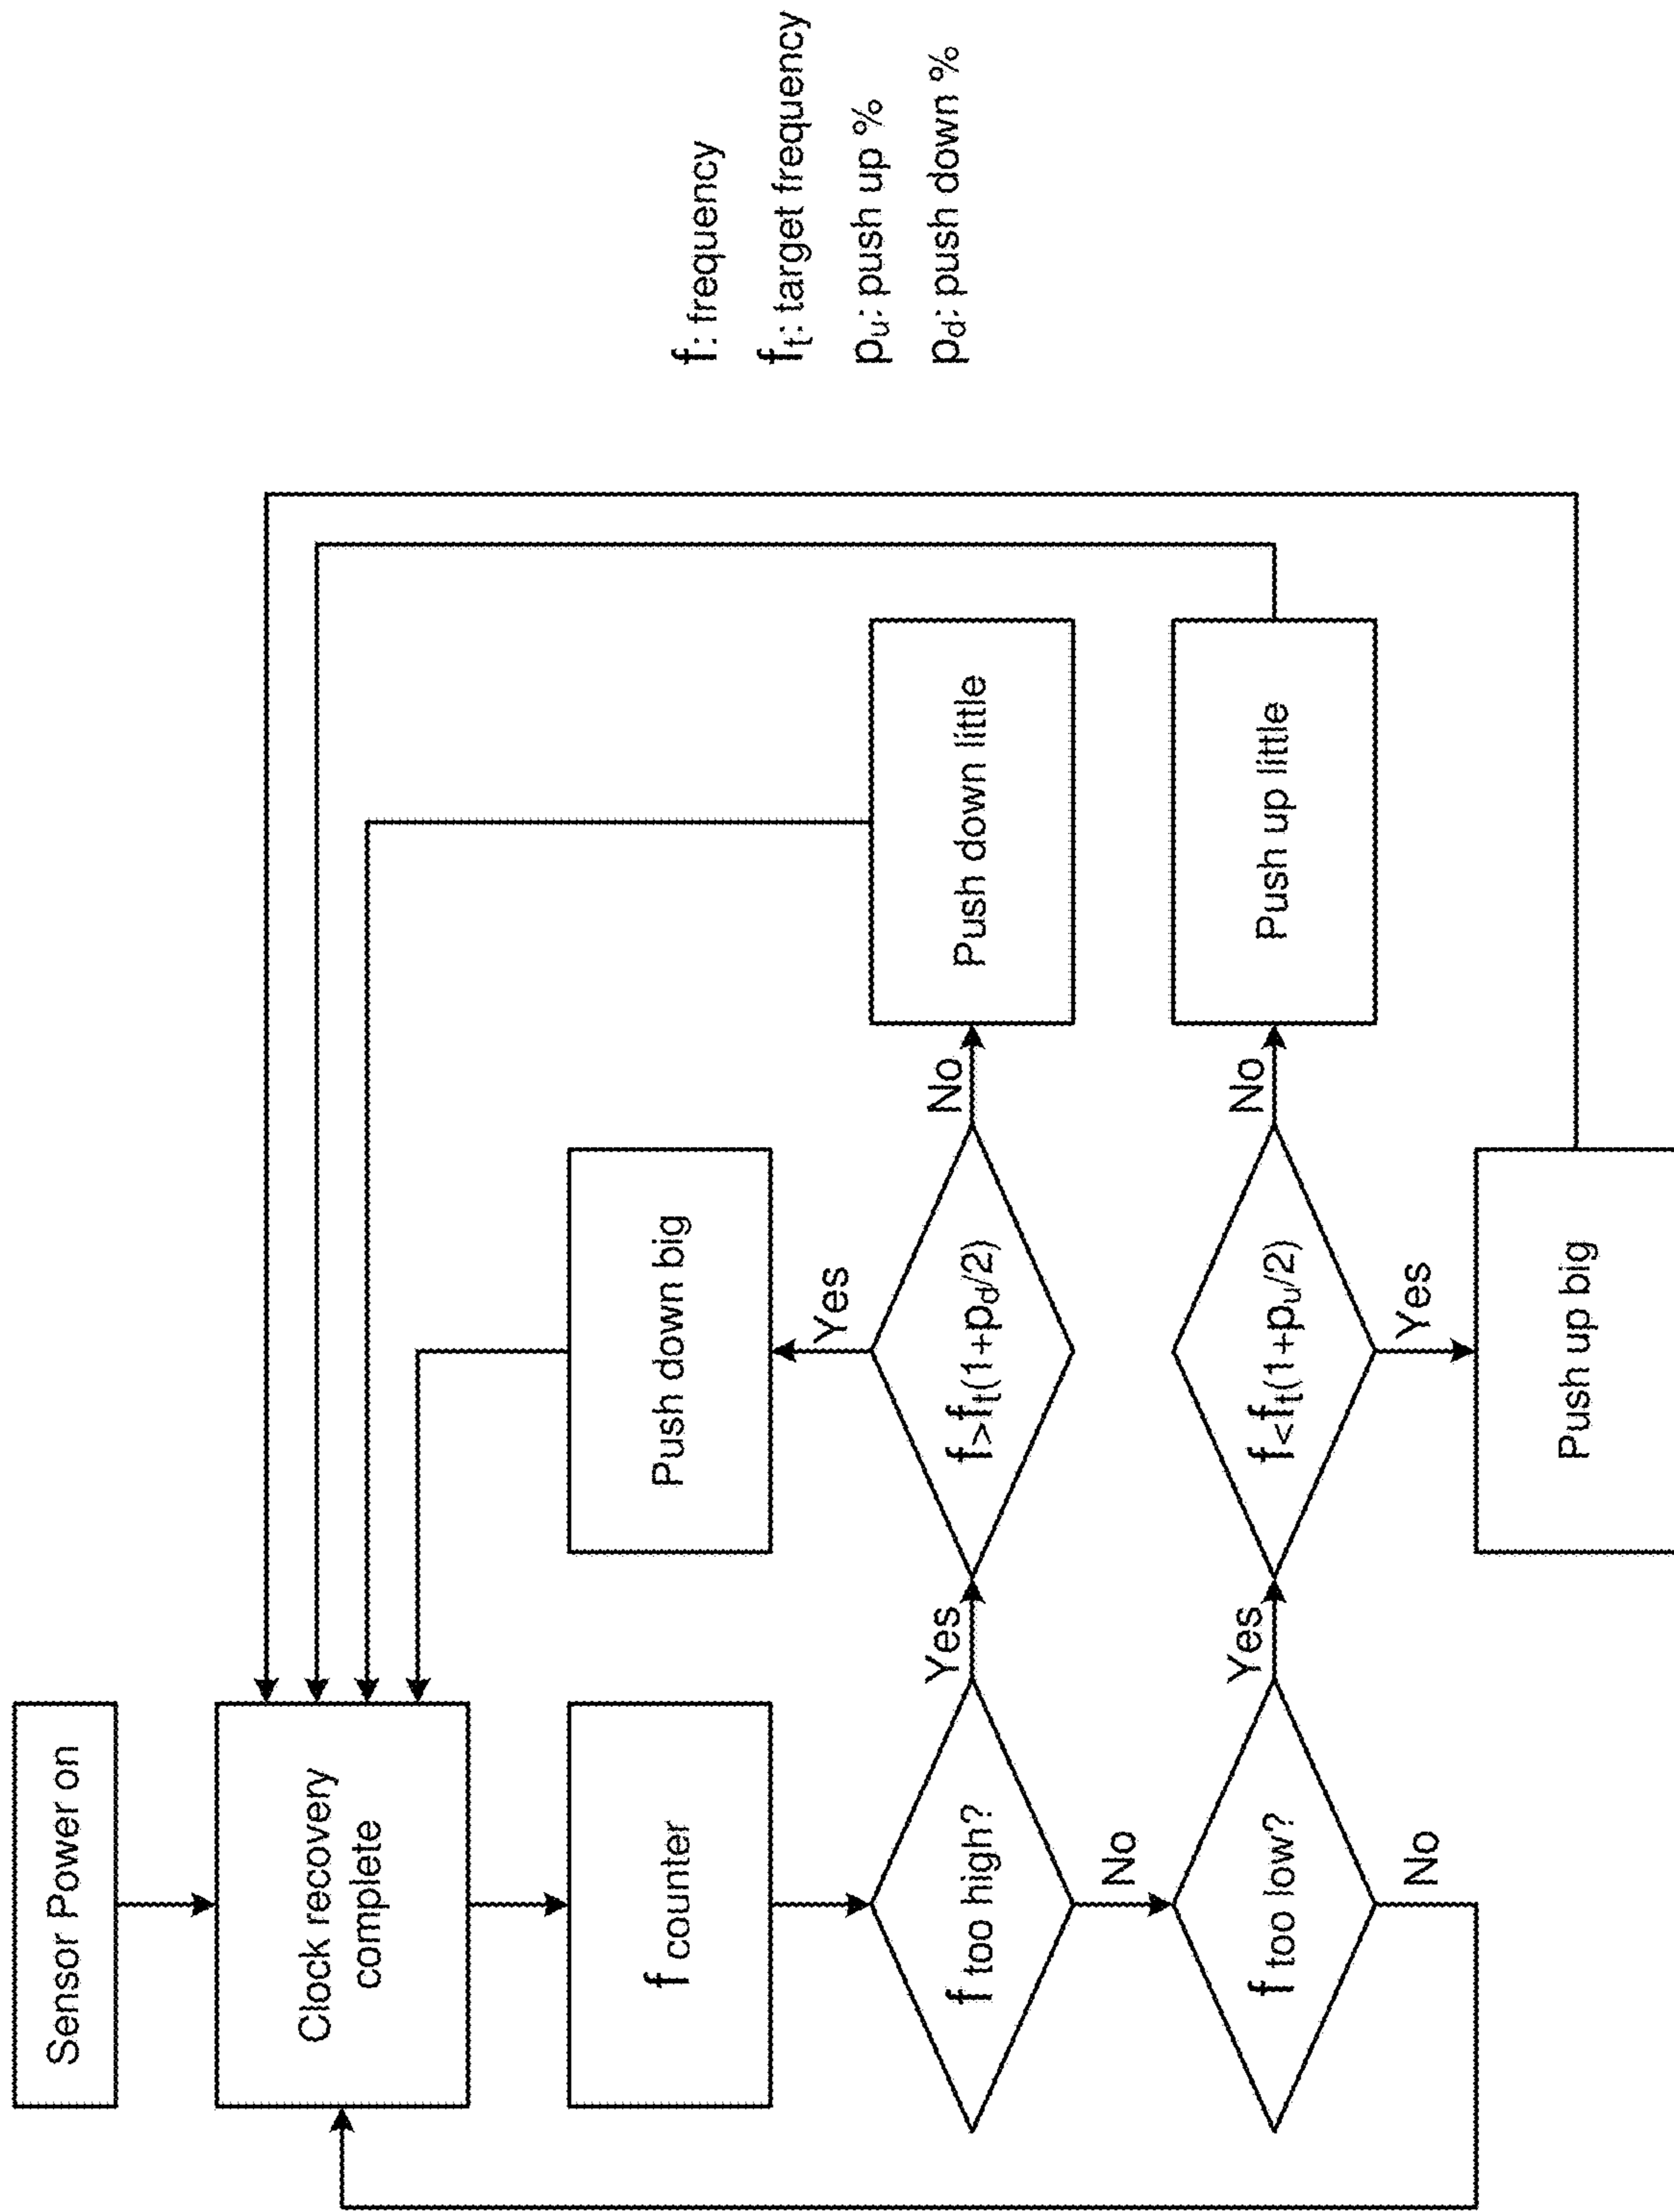 Sensor Power on
Clock recovery
complete
f counter
f too high?
Yes
No
f too low?
Yes
No
f>fₜ(1+p_d/2)
Yes
No
Push down big
Push down little
f<fₜ(1+pᵤ/2)
No
Yes
Push up little
Push up big
f: frequency
fₜ: target frequency
pᵤ: push up %
p_d: push down %